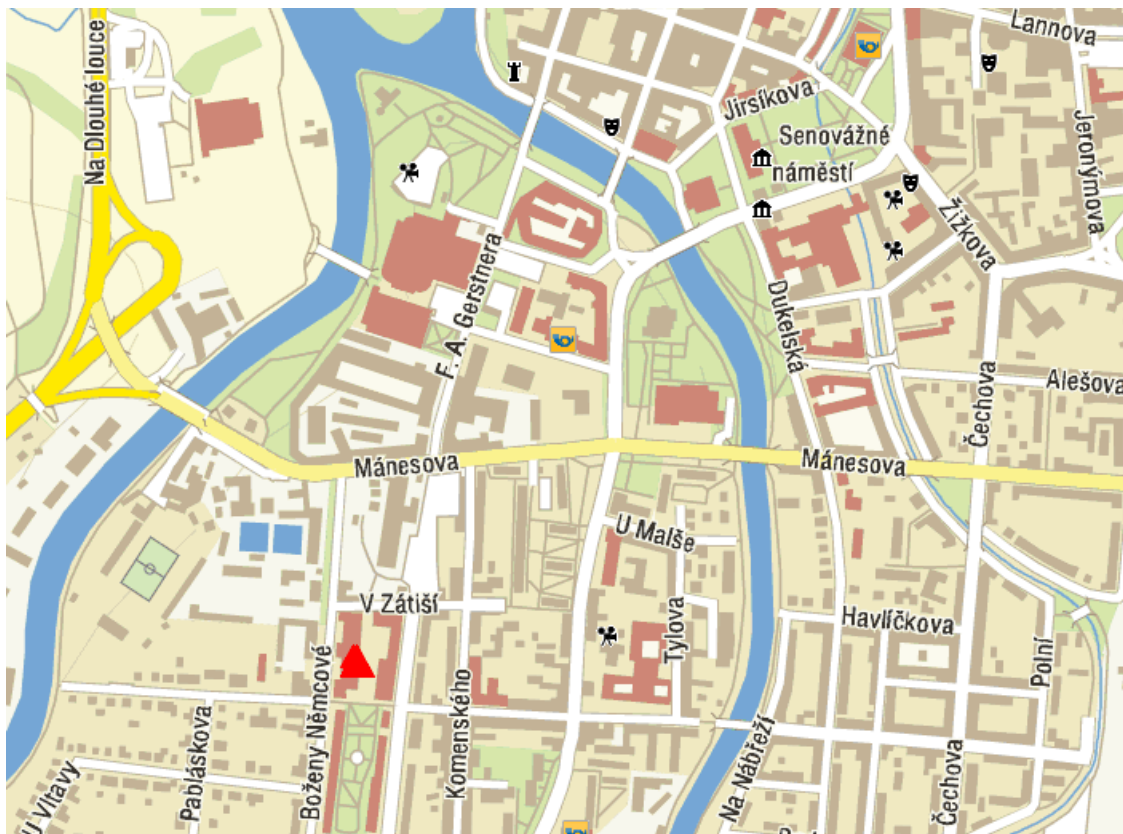 Lannova
Na Dlouhé louce
Jirsíkova
Senovážné
náměstí
Jeronýmova
Žižkova
F. A. Gerstnera
Dukelská
Alešova
Čechova
Mánesova
Mánesova
U Malše
V Zátiší
Havlíčkova
Tylova
Polní
Boženy Němcové
Komenského
Pabláskova
U Vltavy
Na Nábřeží
Čechova